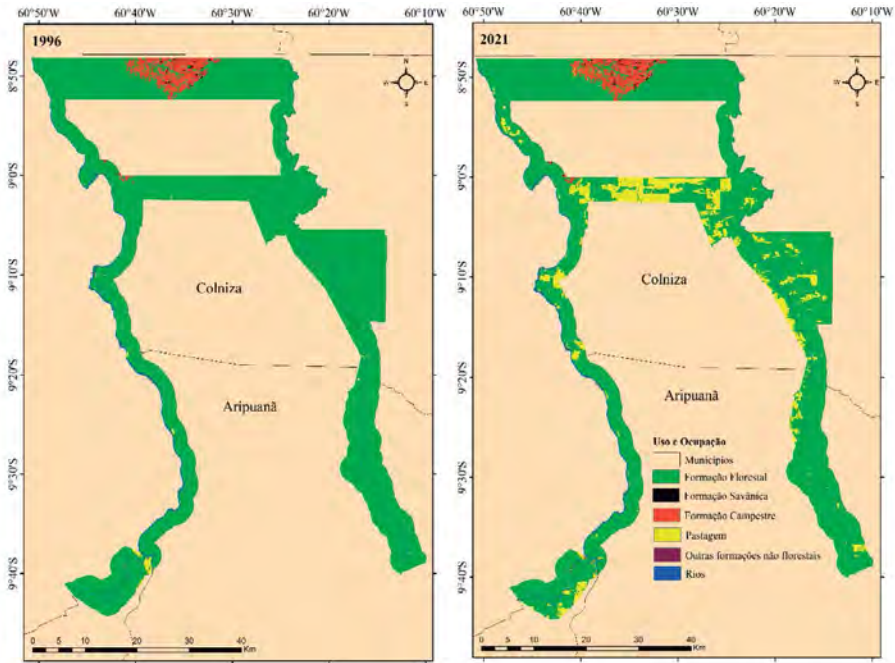 60°50'W 60°40'W 60°30'W 60°20'W 60°10'W
1996
N
W E
S
8°50'S
9°0'S
9°10'S
9°20'S
9°30'S
9°40'S
Colniza
Aripuanã
0 5 10 20 30 40
Km
60°50'W 60°40'W 60°30'W 60°20'W 60°10'W
2021
N
W E
S
8°50'S
9°0'S
9°10'S
9°20'S
9°30'S
9°40'S
Colniza
Aripuanã
Uso e Ocupação
Municípios
Formação Florestal
Formação Savânica
Formação Campestre
Pastagem
Outras formações não florestais
Rios
0 5 10 20 30 40
Km